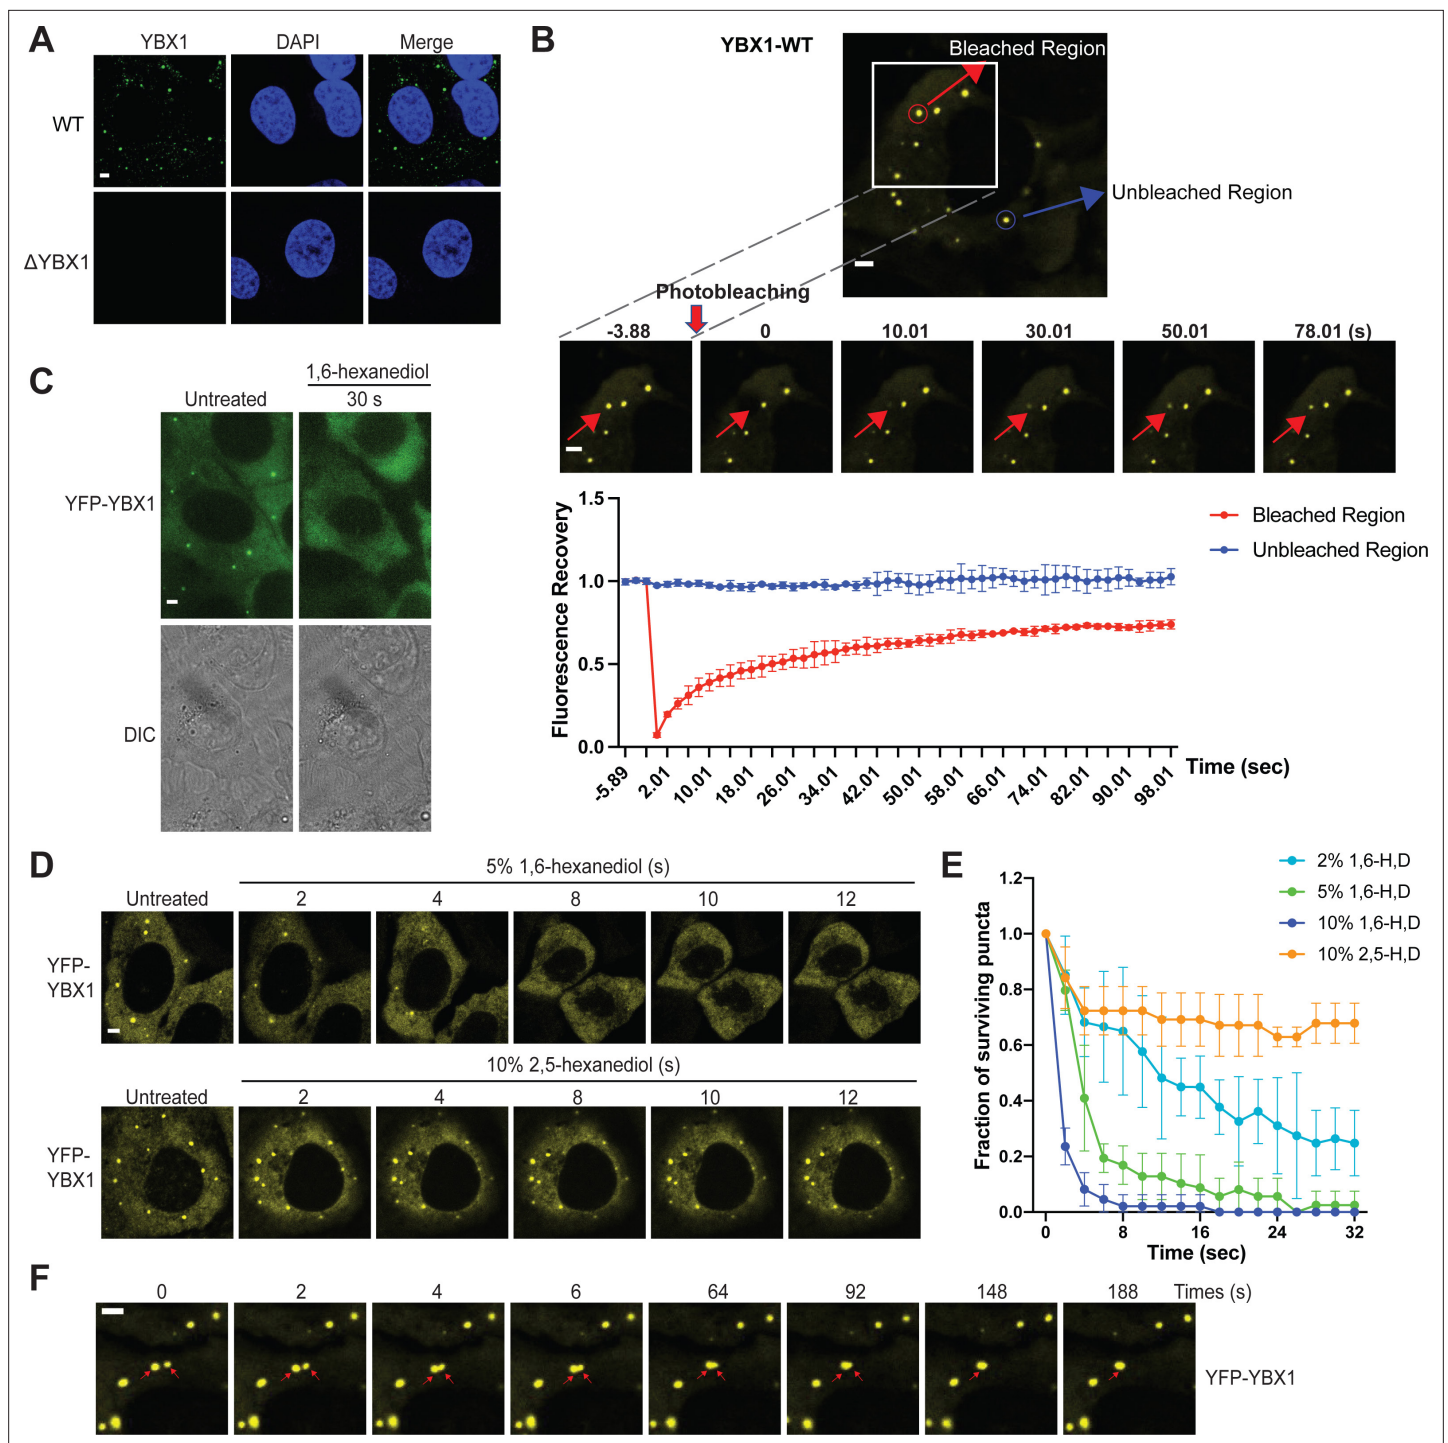 A
YBX1 DAPI Merge
WT
ΔYBX1
B
YBX1-WT
Bleached Region
Unbleached Region
Photobleaching
-3.88 0 10.01 30.01 50.01 78.01 (s)
1.5
1.0
0.5
0.0
Fluorescence Recovery
-5.89 2.01 10.01 18.01 26.01 34.01 42.01 50.01 58.01 66.01 74.01 82.01 90.01 98.01
Time (sec)
Bleached Region
Unbleached Region
C
1,6-hexanediol
Untreated 30 s
YFP-YBX1
DIC
D
5% 1,6-hexanediol (s)
Untreated 2 4 8 10 12
YFP-
YBX1
10% 2,5-hexanediol (s)
Untreated 2 4 8 10 12
YFP-
YBX1
E
2% 1,6-H,D
5% 1,6-H,D
10% 1,6-H,D
10% 2,5-H,D
1.2
1.0
0.8
0.6
0.4
0.2
0.0
Fraction of surviving puncta
0 8 16 24 32
Time (sec)
F
0 2 4 6 64 92 148 188 Times (s)
YFP-YBX1